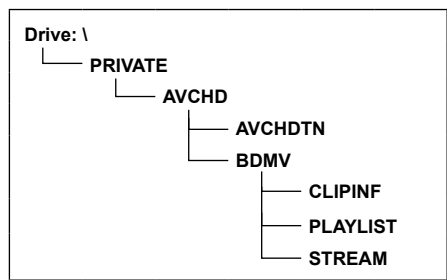 Drive: \
PRIVATE
AVCHD
AVCHDTN
BDMV
CLIPINF
PLAYLIST
STREAM